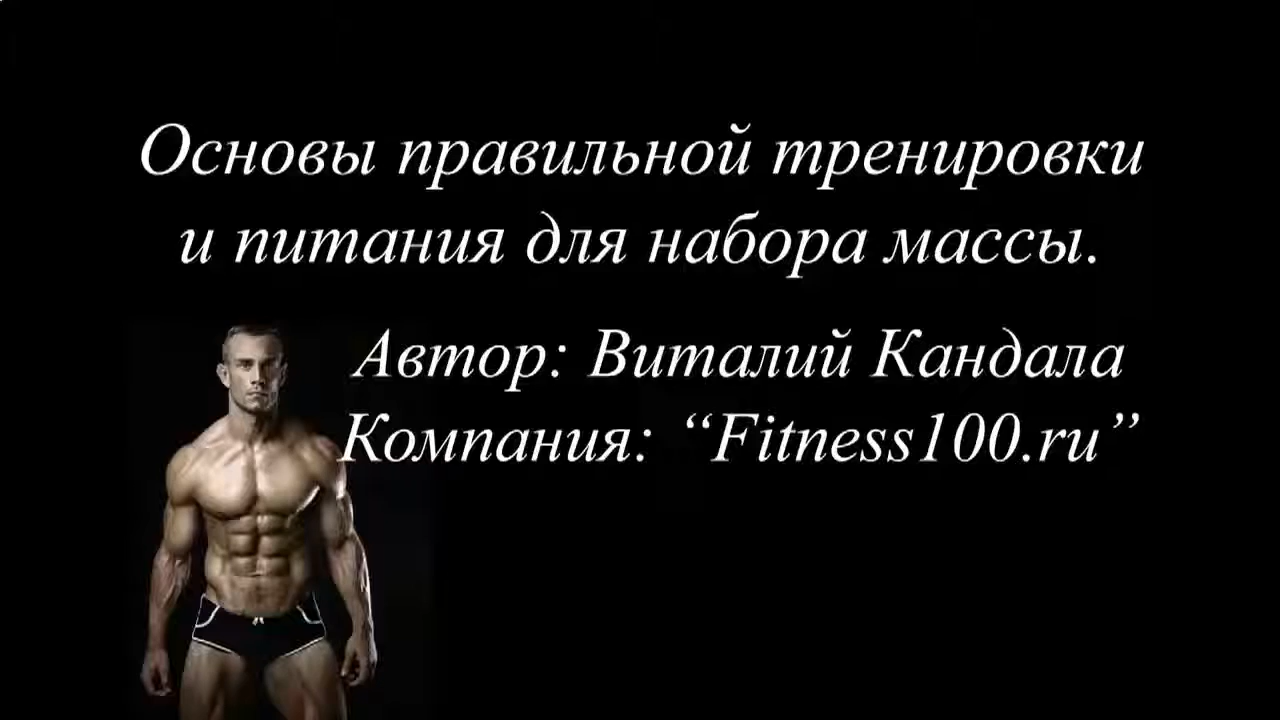 Основы правильной тренировки
и питания для набора массы.
Автор: Виталий Кандала
Компания: “Fitness100.ru”